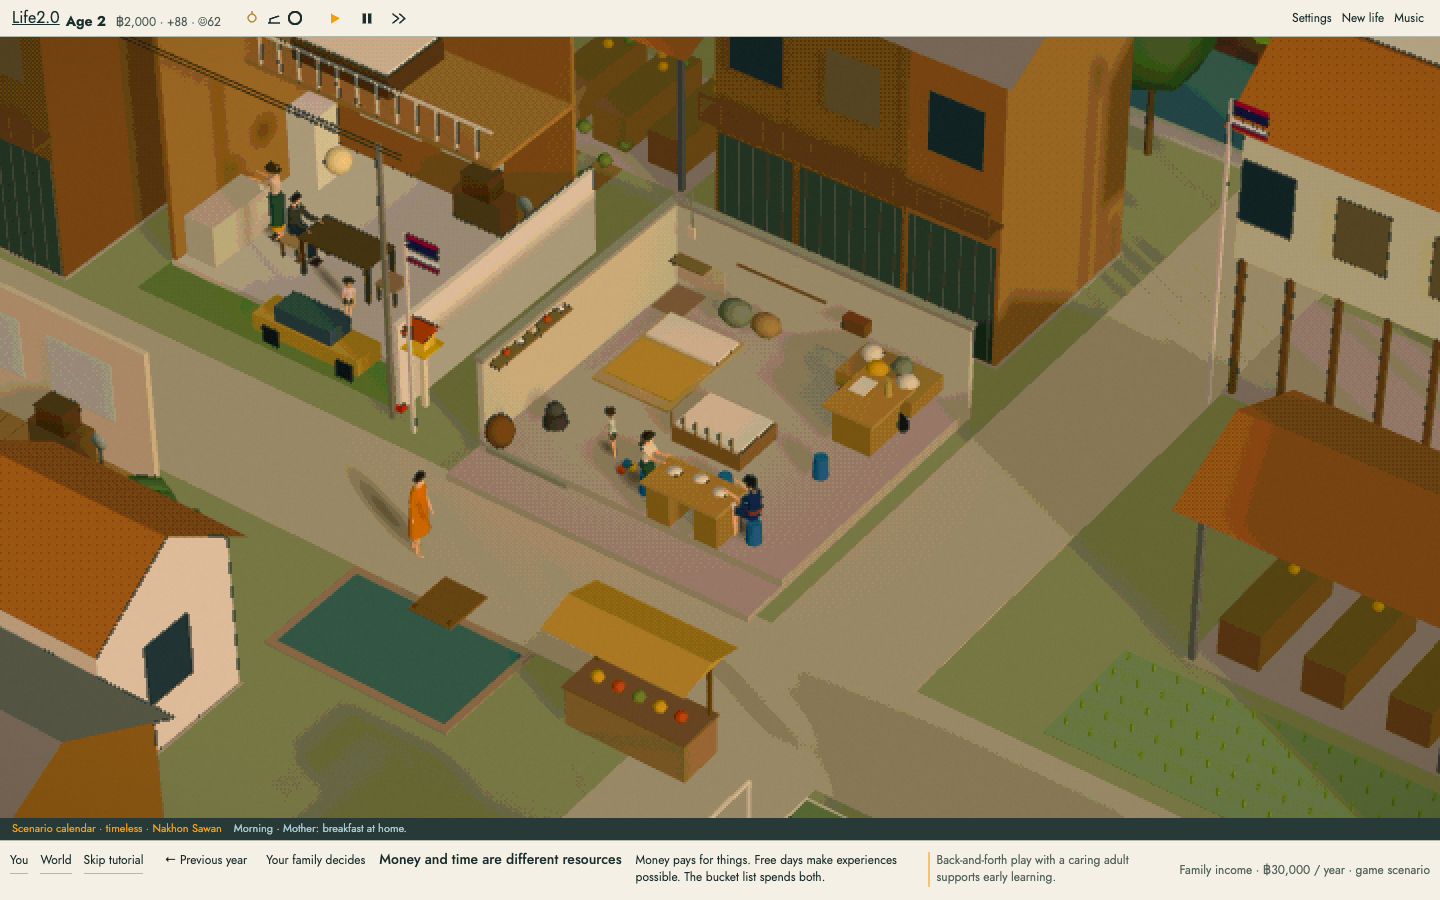 Life2.0 Age 2 ฿2,000 · +88 · ◎62
Settings New life Music
Scenario calendar · timeless · Nakhon Sawan Morning · Mother: breakfast at home.
You World Skip tutorial ← Previous year Your family decides Money and time are different resources
Money pays for things. Free days make experiences
possible. The bucket list spends both.
Back-and-forth play with a caring adult
supports early learning.
Family income · ฿30,000 / year · game scenario